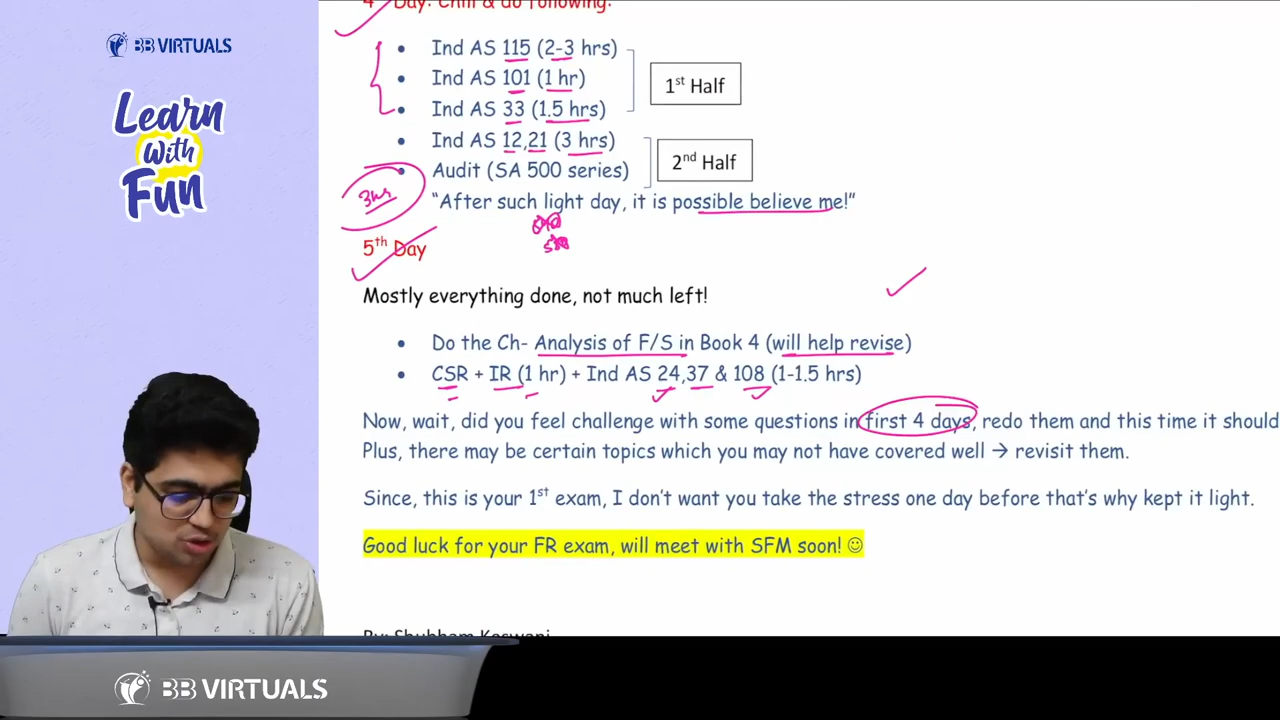 4 Day: Chill & do following:
BB VIRTUALS
Learn
With
Fun
• Ind AS 115 (2-3 hrs)
• Ind AS 101 (1 hr)
• Ind AS 33 (1.5 hrs)
1st Half
• Ind AS 12,21 (3 hrs)
• Audit (SA 500 series)
2nd Half
3hrs
“After such light day, it is possible believe me!”
5th Day
Mostly everything done, not much left!
• Do the Ch- Analysis of F/S in Book 4 (will help revise)
• CSR + IR (1 hr) + Ind AS 24,37 & 108 (1-1.5 hrs)
Now, wait, did you feel challenge with some questions in first 4 days, redo them and this time it should
Plus, there may be certain topics which you may not have covered well → revisit them.
Since, this is your 1st exam, I don’t want you take the stress one day before that’s why kept it light.
Good luck for your FR exam, will meet with SFM soon! ☺
By: Shubham Keswani
BB VIRTUALS